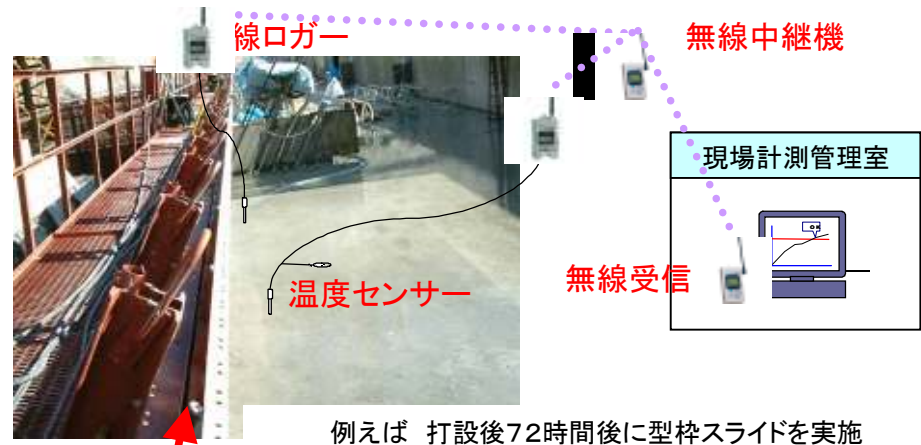 線ロガー
無線中継機
現場計測管理室
無線受信
温度センサー
例えば 打設後72時間後に型枠スライドを実施